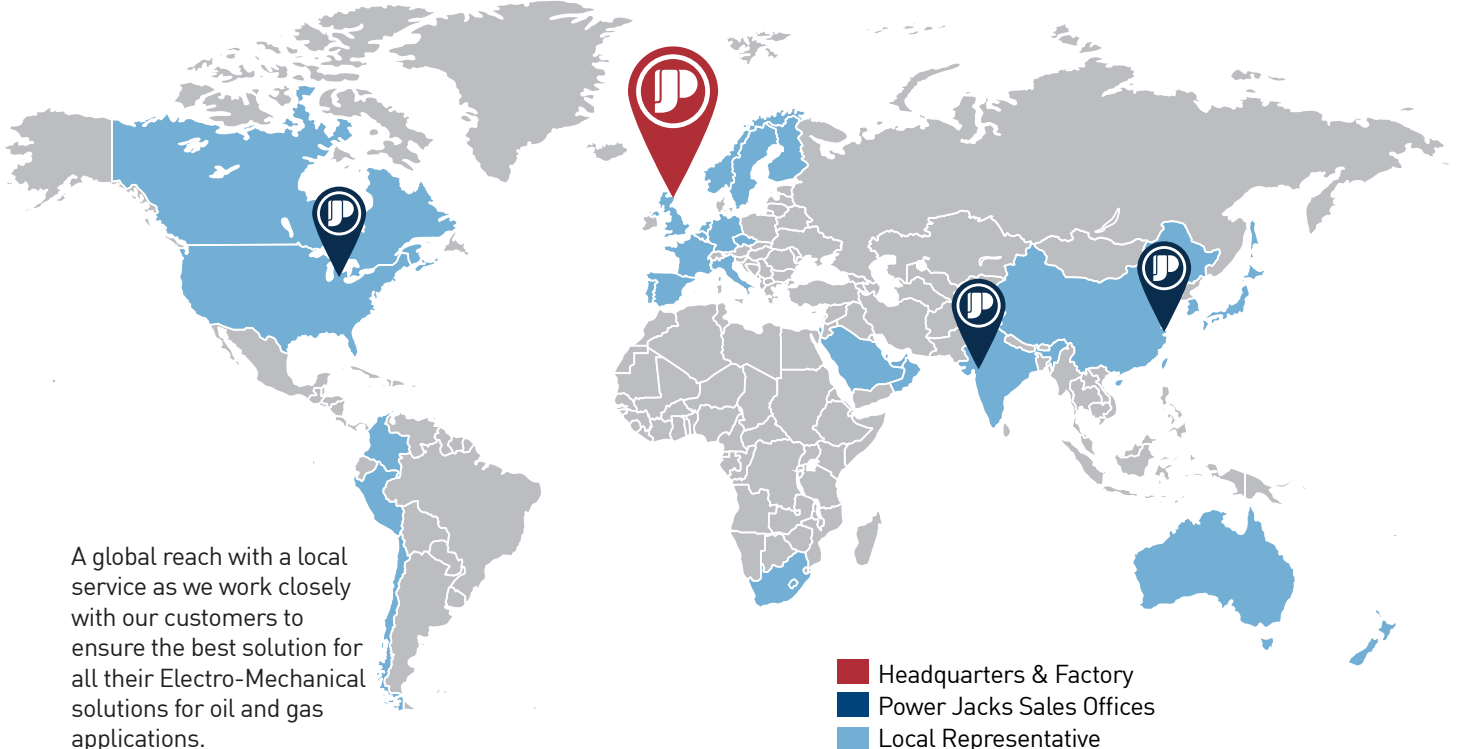 A global reach with a local
service as we work closely
with our customers to
ensure the best solution for
all their Electro-Mechanical
solutions for oil and gas
applications.
Headquarters & Factory
Power Jacks Sales Offices
Local Representative